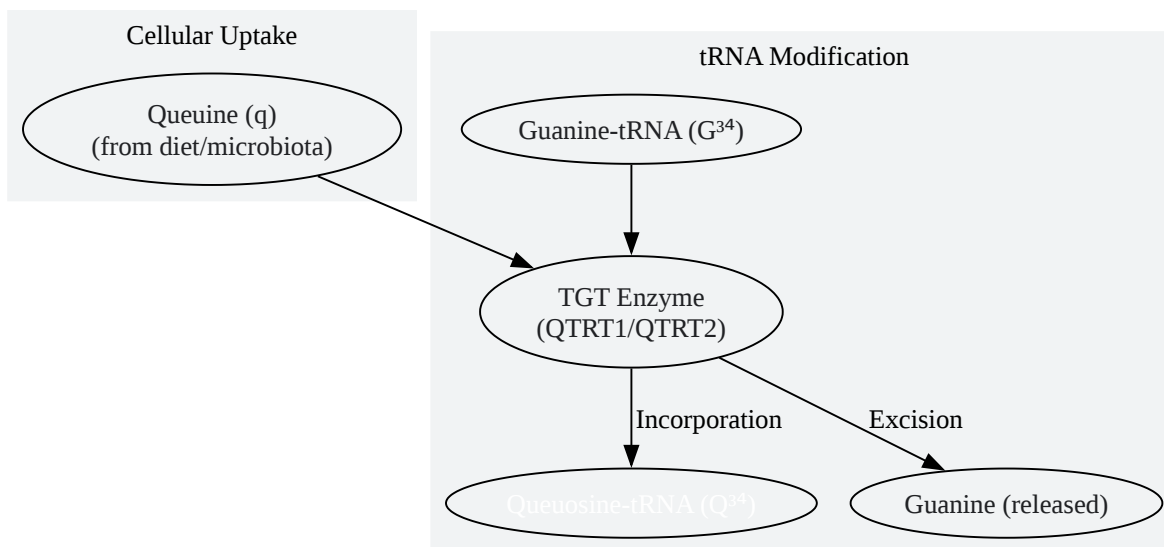 Cellular Uptake
Queuine (q)
(from diet/microbiota)
tRNA Modification
Guanine-tRNA (G³⁴)
TGT Enzyme
(QTRT1/QTRT2)
Incorporation
Excision
Queuosine-tRNA (Q³⁴)
Guanine (released)